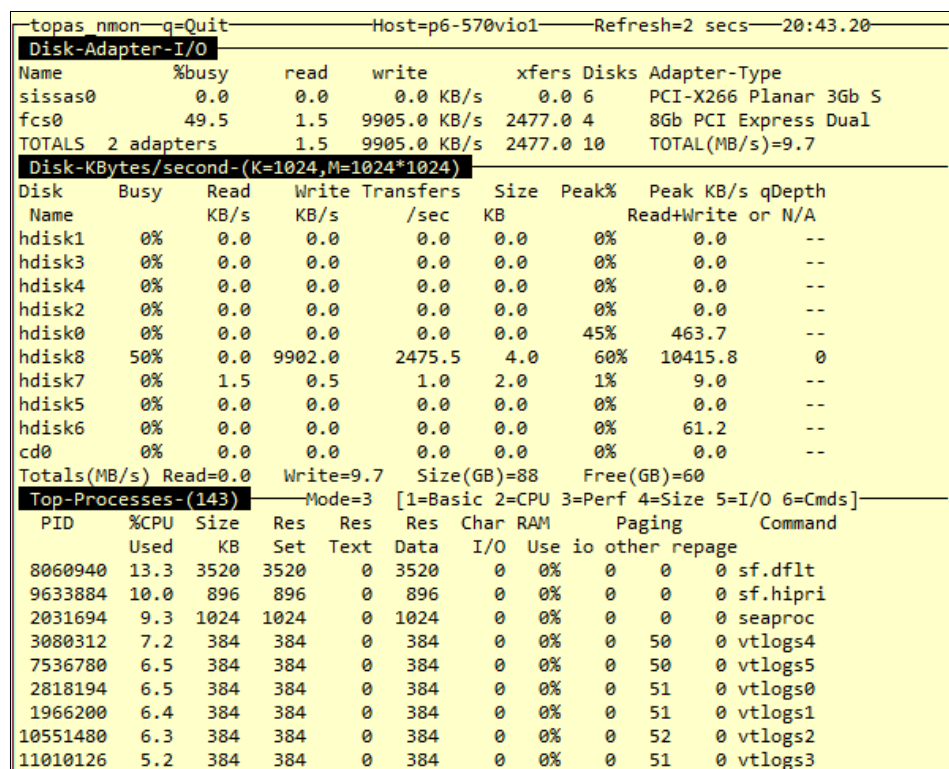 topas_nmon q=Quit Host=p6-570vio1 Refresh=2 secs 20:43.20
Disk-Adapter-I/O
Name %busy read write xfers Disks Adapter-Type
sissas0 0.0 0.0 0.0 KB/s 0.0 6 PCI-X266 Planar 3Gb S
fcs0 49.5 1.5 9905.0 KB/s 2477.0 4 8Gb PCI Express Dual
TOTALS 2 adapters 1.5 9905.0 KB/s 2477.0 10 TOTAL(MB/s)=9.7
Disk-KBytes/second-(K=1024,M=1024*1024)
Disk Busy Read Write Transfers Size Peak% Peak KB/s qDepth
Name KB/s KB/s /sec KB Read+Write or N/A
hdisk1 0% 0.0 0.0 0.0 0.0 0% 0.0 --
hdisk3 0% 0.0 0.0 0.0 0.0 0% 0.0 --
hdisk4 0% 0.0 0.0 0.0 0.0 0% 0.0 --
hdisk2 0% 0.0 0.0 0.0 0.0 0% 0.0 --
hdisk0 0% 0.0 0.0 0.0 0.0 45% 463.7 --
hdisk8 50% 0.0 9902.0 2475.5 4.0 60% 10415.8 0
hdisk7 0% 1.5 0.5 1.0 2.0 1% 9.0 --
hdisk5 0% 0.0 0.0 0.0 0.0 0% 0.0 --
hdisk6 0% 0.0 0.0 0.0 0.0 0% 61.2 --
cd0 0% 0.0 0.0 0.0 0.0 0% 0.0 --
Totals(MB/s) Read=0.0 Write=9.7 Size(GB)=88 Free(GB)=60
Top-Processes-(143) Mode=3 [1=Basic 2=CPU 3=Perf 4=Size 5=I/O 6=Cmds]
PID %CPU Size Res Res Res Char RAM Paging Command
Used KB Set Text Data I/O Use io other repage
8060940 13.3 3520 3520 0 3520 0 0% 0 0 0 sf.dflt
9633884 10.0 896 896 0 896 0 0% 0 0 0 sf.hipri
2031694 9.3 1024 1024 0 1024 0 0% 0 0 0 seaproc
3080312 7.2 384 384 0 384 0 0% 0 50 0 vtlogs4
7536780 6.5 384 384 0 384 0 0% 0 50 0 vtlogs5
2818194 6.5 384 384 0 384 0 0% 0 51 0 vtlogs0
1966200 6.4 384 384 0 384 0 0% 0 51 0 vtlogs1
10551480 6.3 384 384 0 384 0 0% 0 52 0 vtlogs2
11010126 5.2 384 384 0 384 0 0% 0 51 0 vtlogs3